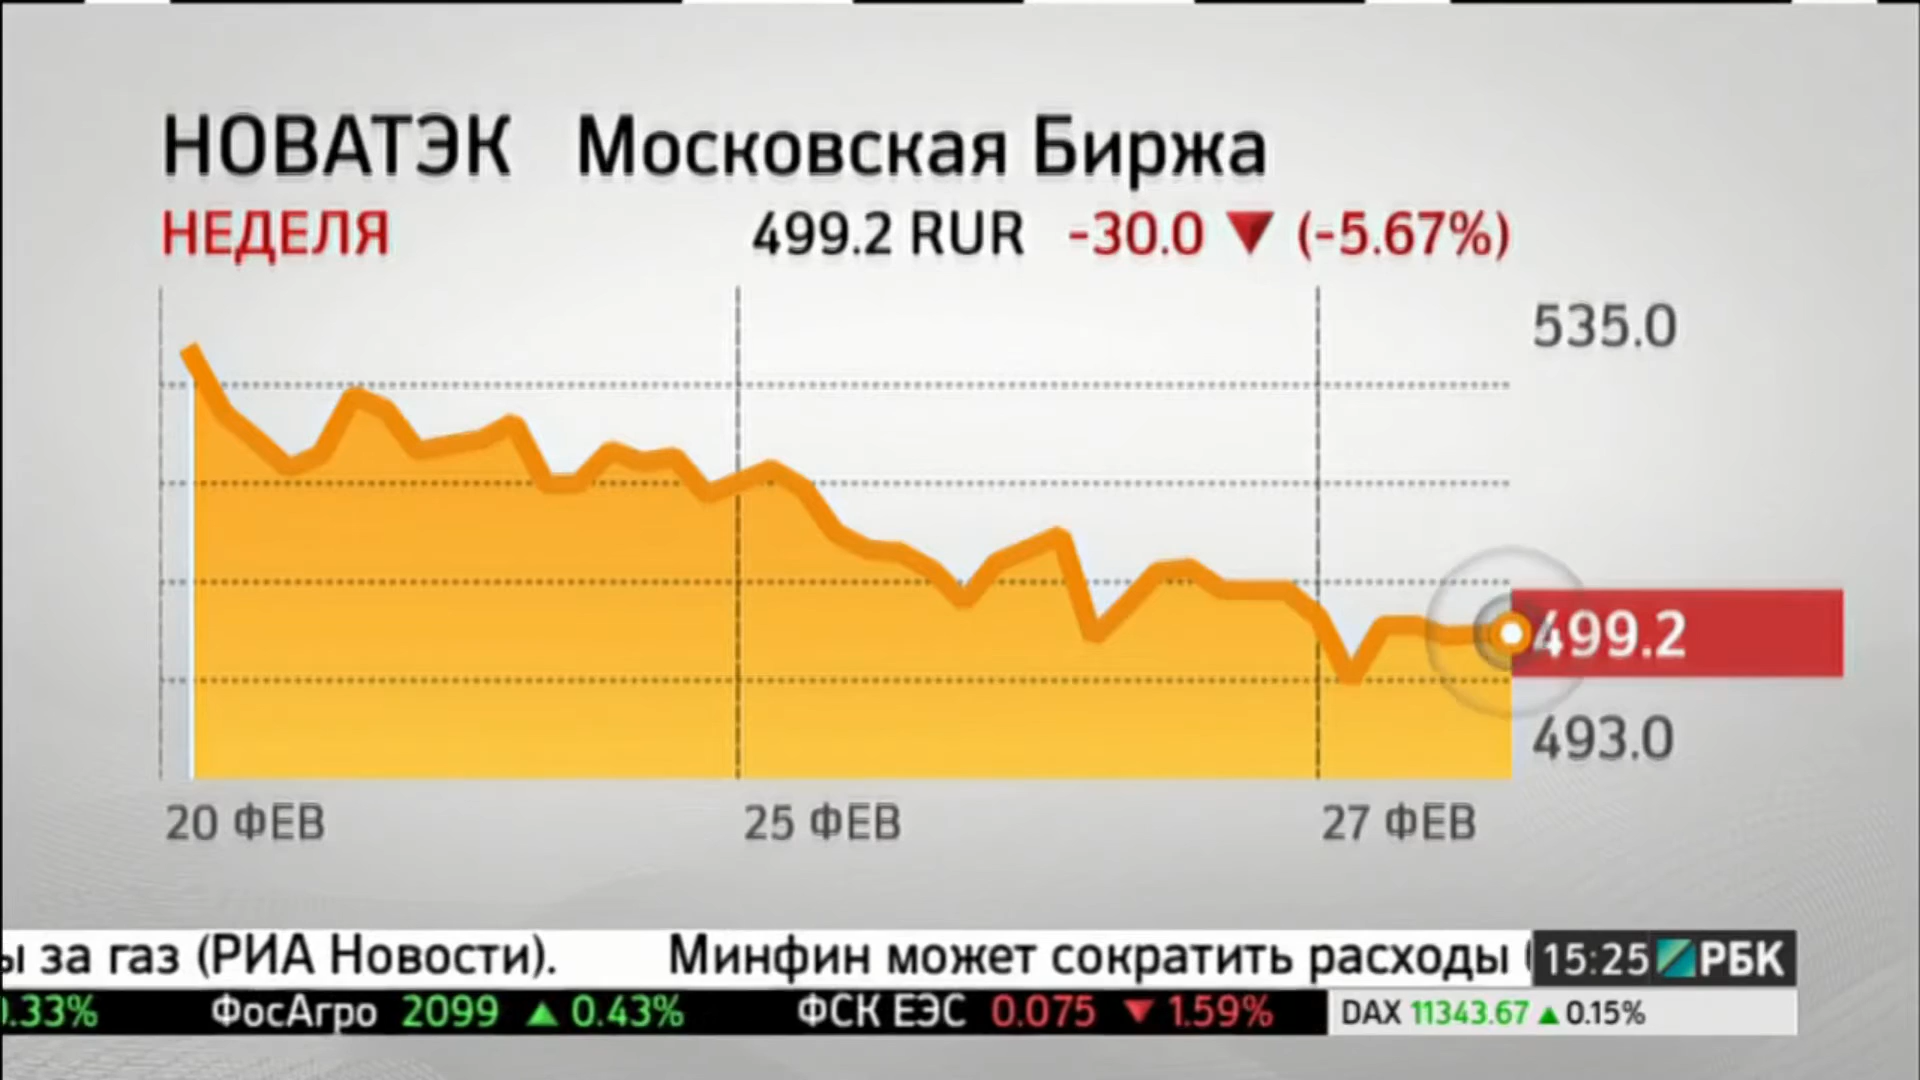 НОВАТЭК Московская Биржа
НЕДЕЛЯ 499.2 RUR -30.0 ▼ (-5.67%)
535.0
499.2
493.0
20 ФЕВ 25 ФЕВ 27 ФЕВ
за газ (РИА Новости). Минфин может сократить расходы 15:25 РБК
.33% ФосАгро 2099 ▲ 0.43% ФСК ЕЭС 0.075 ▼ 1.59% DAX 11343.67 ▲ 0.15%